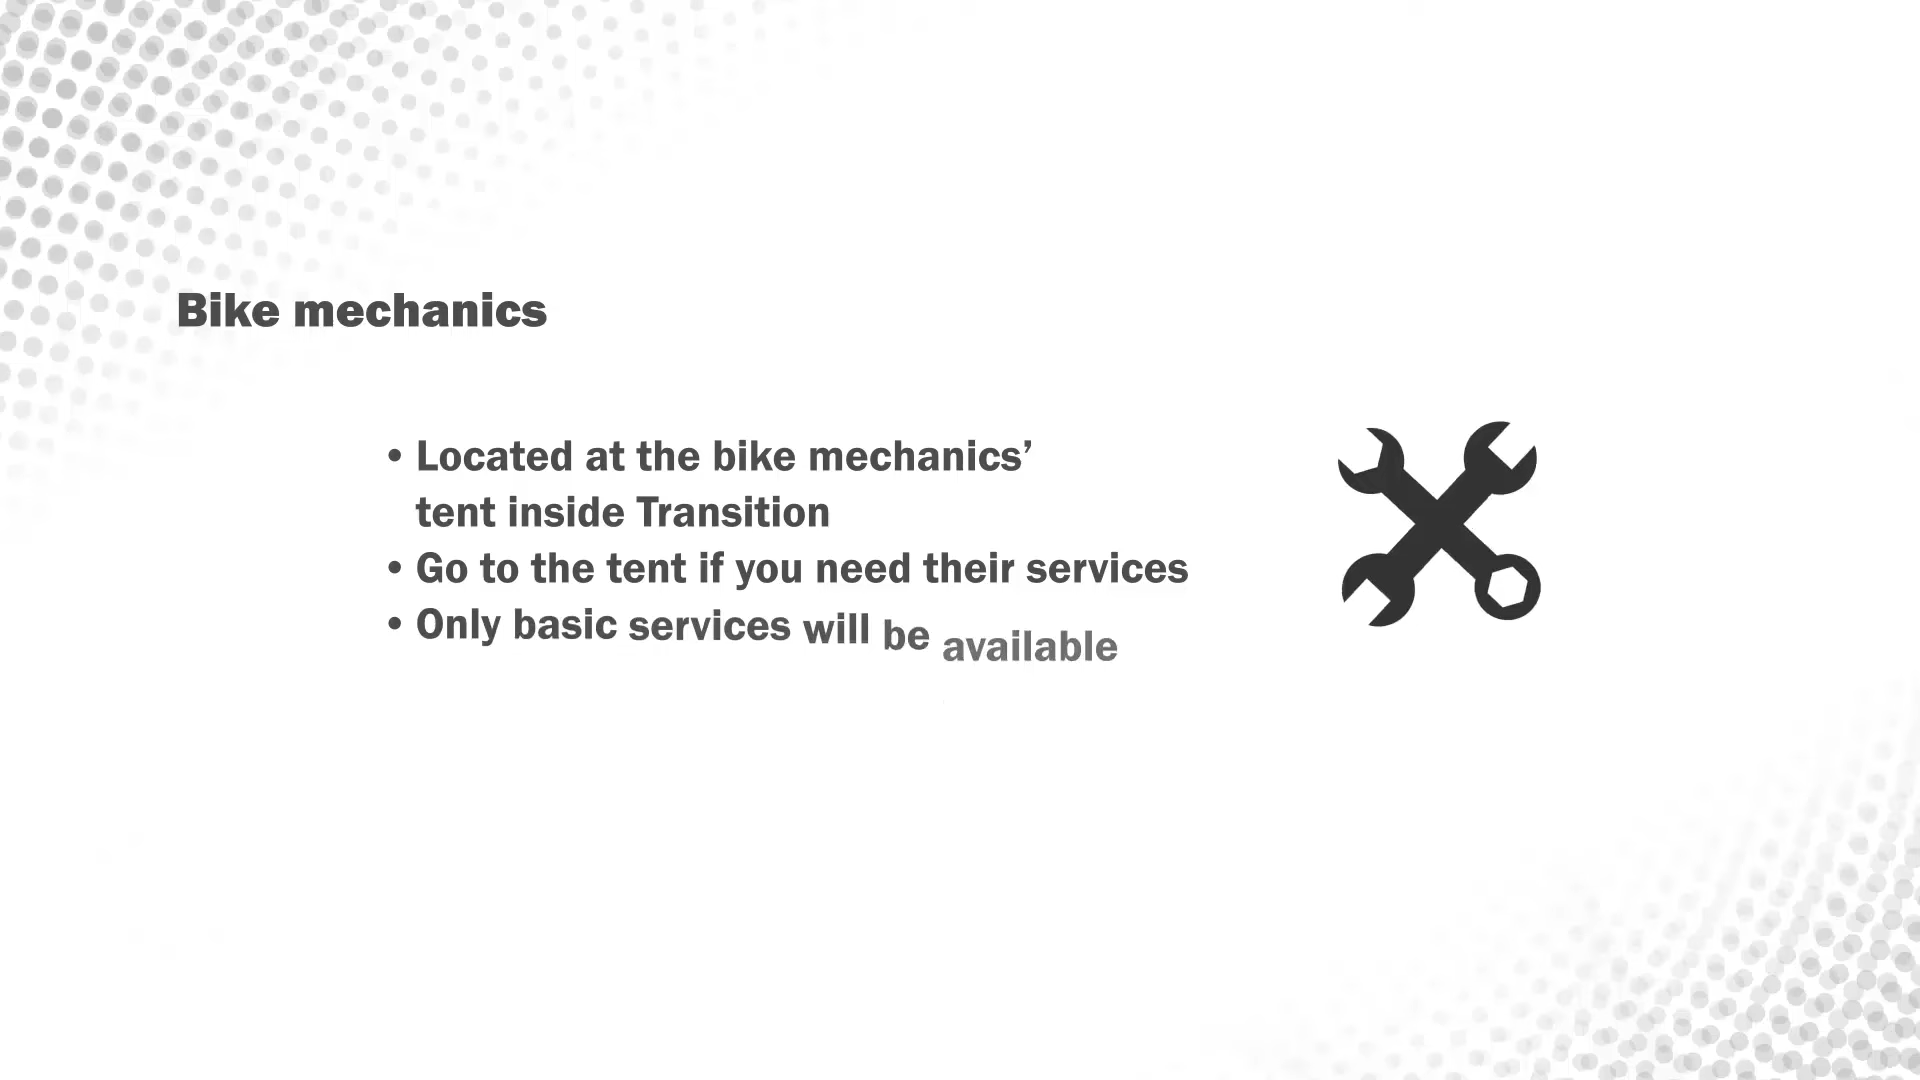 Bike mechanics
• Located at the bike mechanics’
tent inside Transition
• Go to the tent if you need their services
• Only basic services will be available